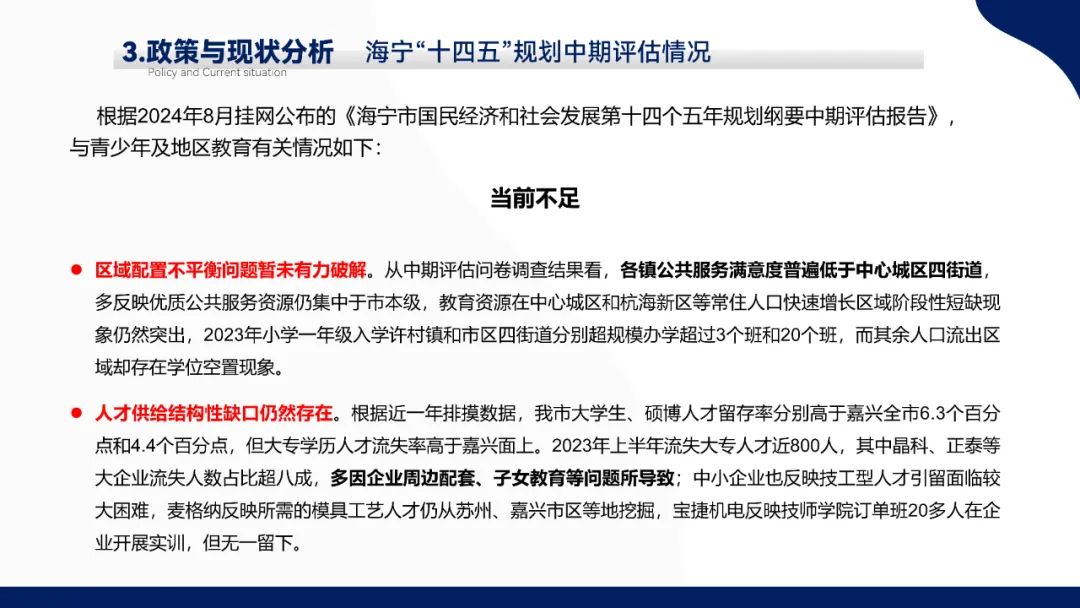 3.政策与现状分析 海宁“十四五”规划中期评估情况
Policy and Current situation
根据2024年8月挂网公布的《海宁市国民经济和社会发展第十四个五年规划纲要中期评估报告》，
与青少年及地区教育有关情况如下：
当前不足
● 区域配置不平衡问题暂未有力破解。从中期评估问卷调查结果看，各镇公共服务满意度普遍低于中心城区四街道，
多反映优质公共服务资源仍集中于市本级，教育资源在中心城区和杭海新区等常住人口快速增长区域阶段性短缺现
象仍然突出，2023年小学一年级入学许村镇和市区四街道分别超规模办学超过3个班和20个班，而其余人口流出区
域却存在学位空置现象。
● 人才供给结构性缺口仍然存在。根据近一年排摸数据，我市大学生、硕博人才留存率分别高于嘉兴全市6.3个百分
点和4.4个百分点，但大专学历人才流失率高于嘉兴面上。2023年上半年流失大专人才近800人，其中晶科、正泰等
大企业流失人数占比超八成，多因企业周边配套、子女教育等问题所导致；中小企业也反映技工型人才引留面临较
大困难，麦格纳反映所需的模具工艺人才仍从苏州、嘉兴市区等地挖掘，宝捷机电反映技师学院订单班20多人在企
业开展实训，但无一留下。